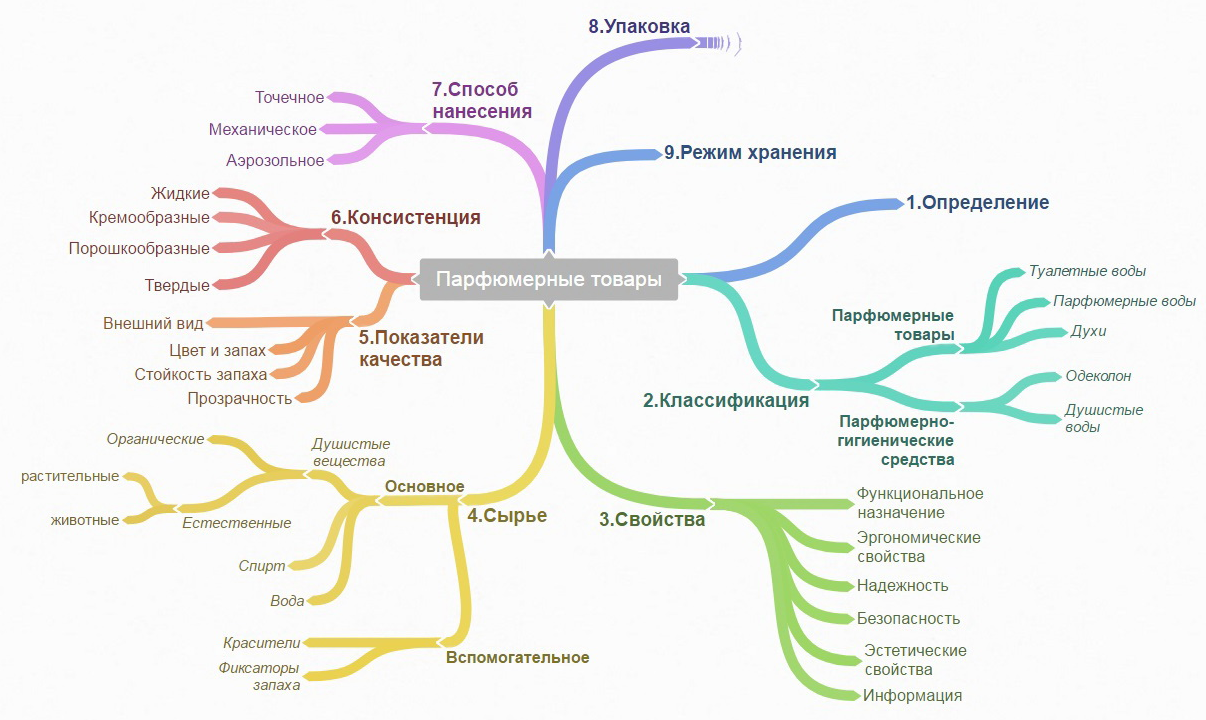 Парфюмерные товары
1.Определение
2.Классификация
Парфюмерные
товары
Туалетные воды
Парфюмерные воды
Духи
Парфюмерно-
гигиенические
средства
Одеколон
Душистые
воды
3.Свойства
Функциональное
назначение
Эргономические
свойства
Надежность
Безопасность
Эстетические
свойства
Информация
4.Сырье
Основное
Душистые
вещества
Органические
Естественные
растительные
животные
Спирт
Вода
Вспомогательное
Красители
Фиксаторы
запаха
5.Показатели
качества
Внешний вид
Цвет и запах
Стойкость запаха
Прозрачность
6.Консистенция
Жидкие
Кремообразные
Порошкообразные
Твердые
7.Способ
нанесения
Точечное
Механическое
Аэрозольное
8.Упаковка
9.Режим хранения